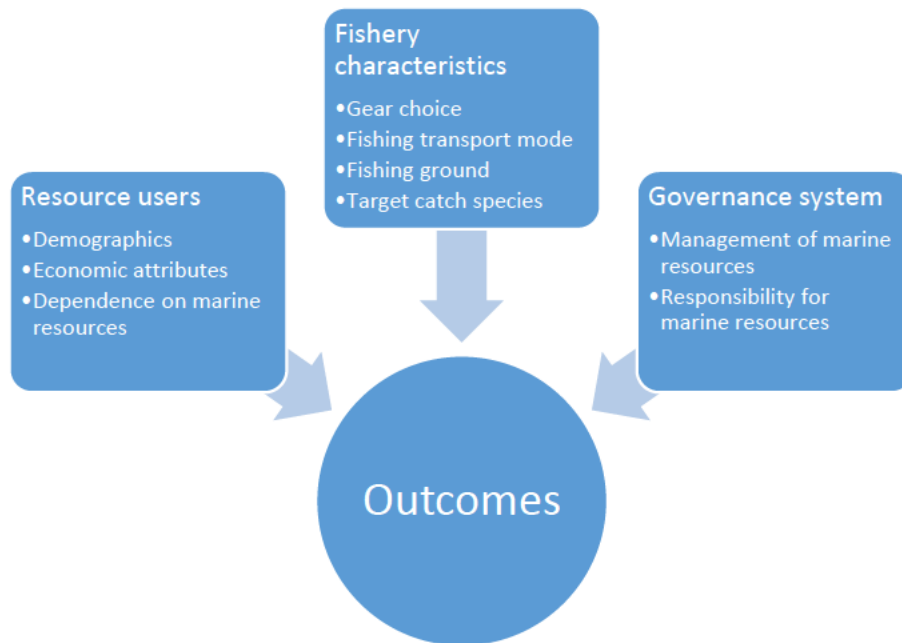 Fishery
characteristics
•Gear choice
•Fishing transport mode
•Fishing ground
•Target catch species
Resource users
•Demographics
•Economic attributes
•Dependence on marine
resources
Governance system
•Management of marine
resources
•Responsibility for
marine resources
Outcomes